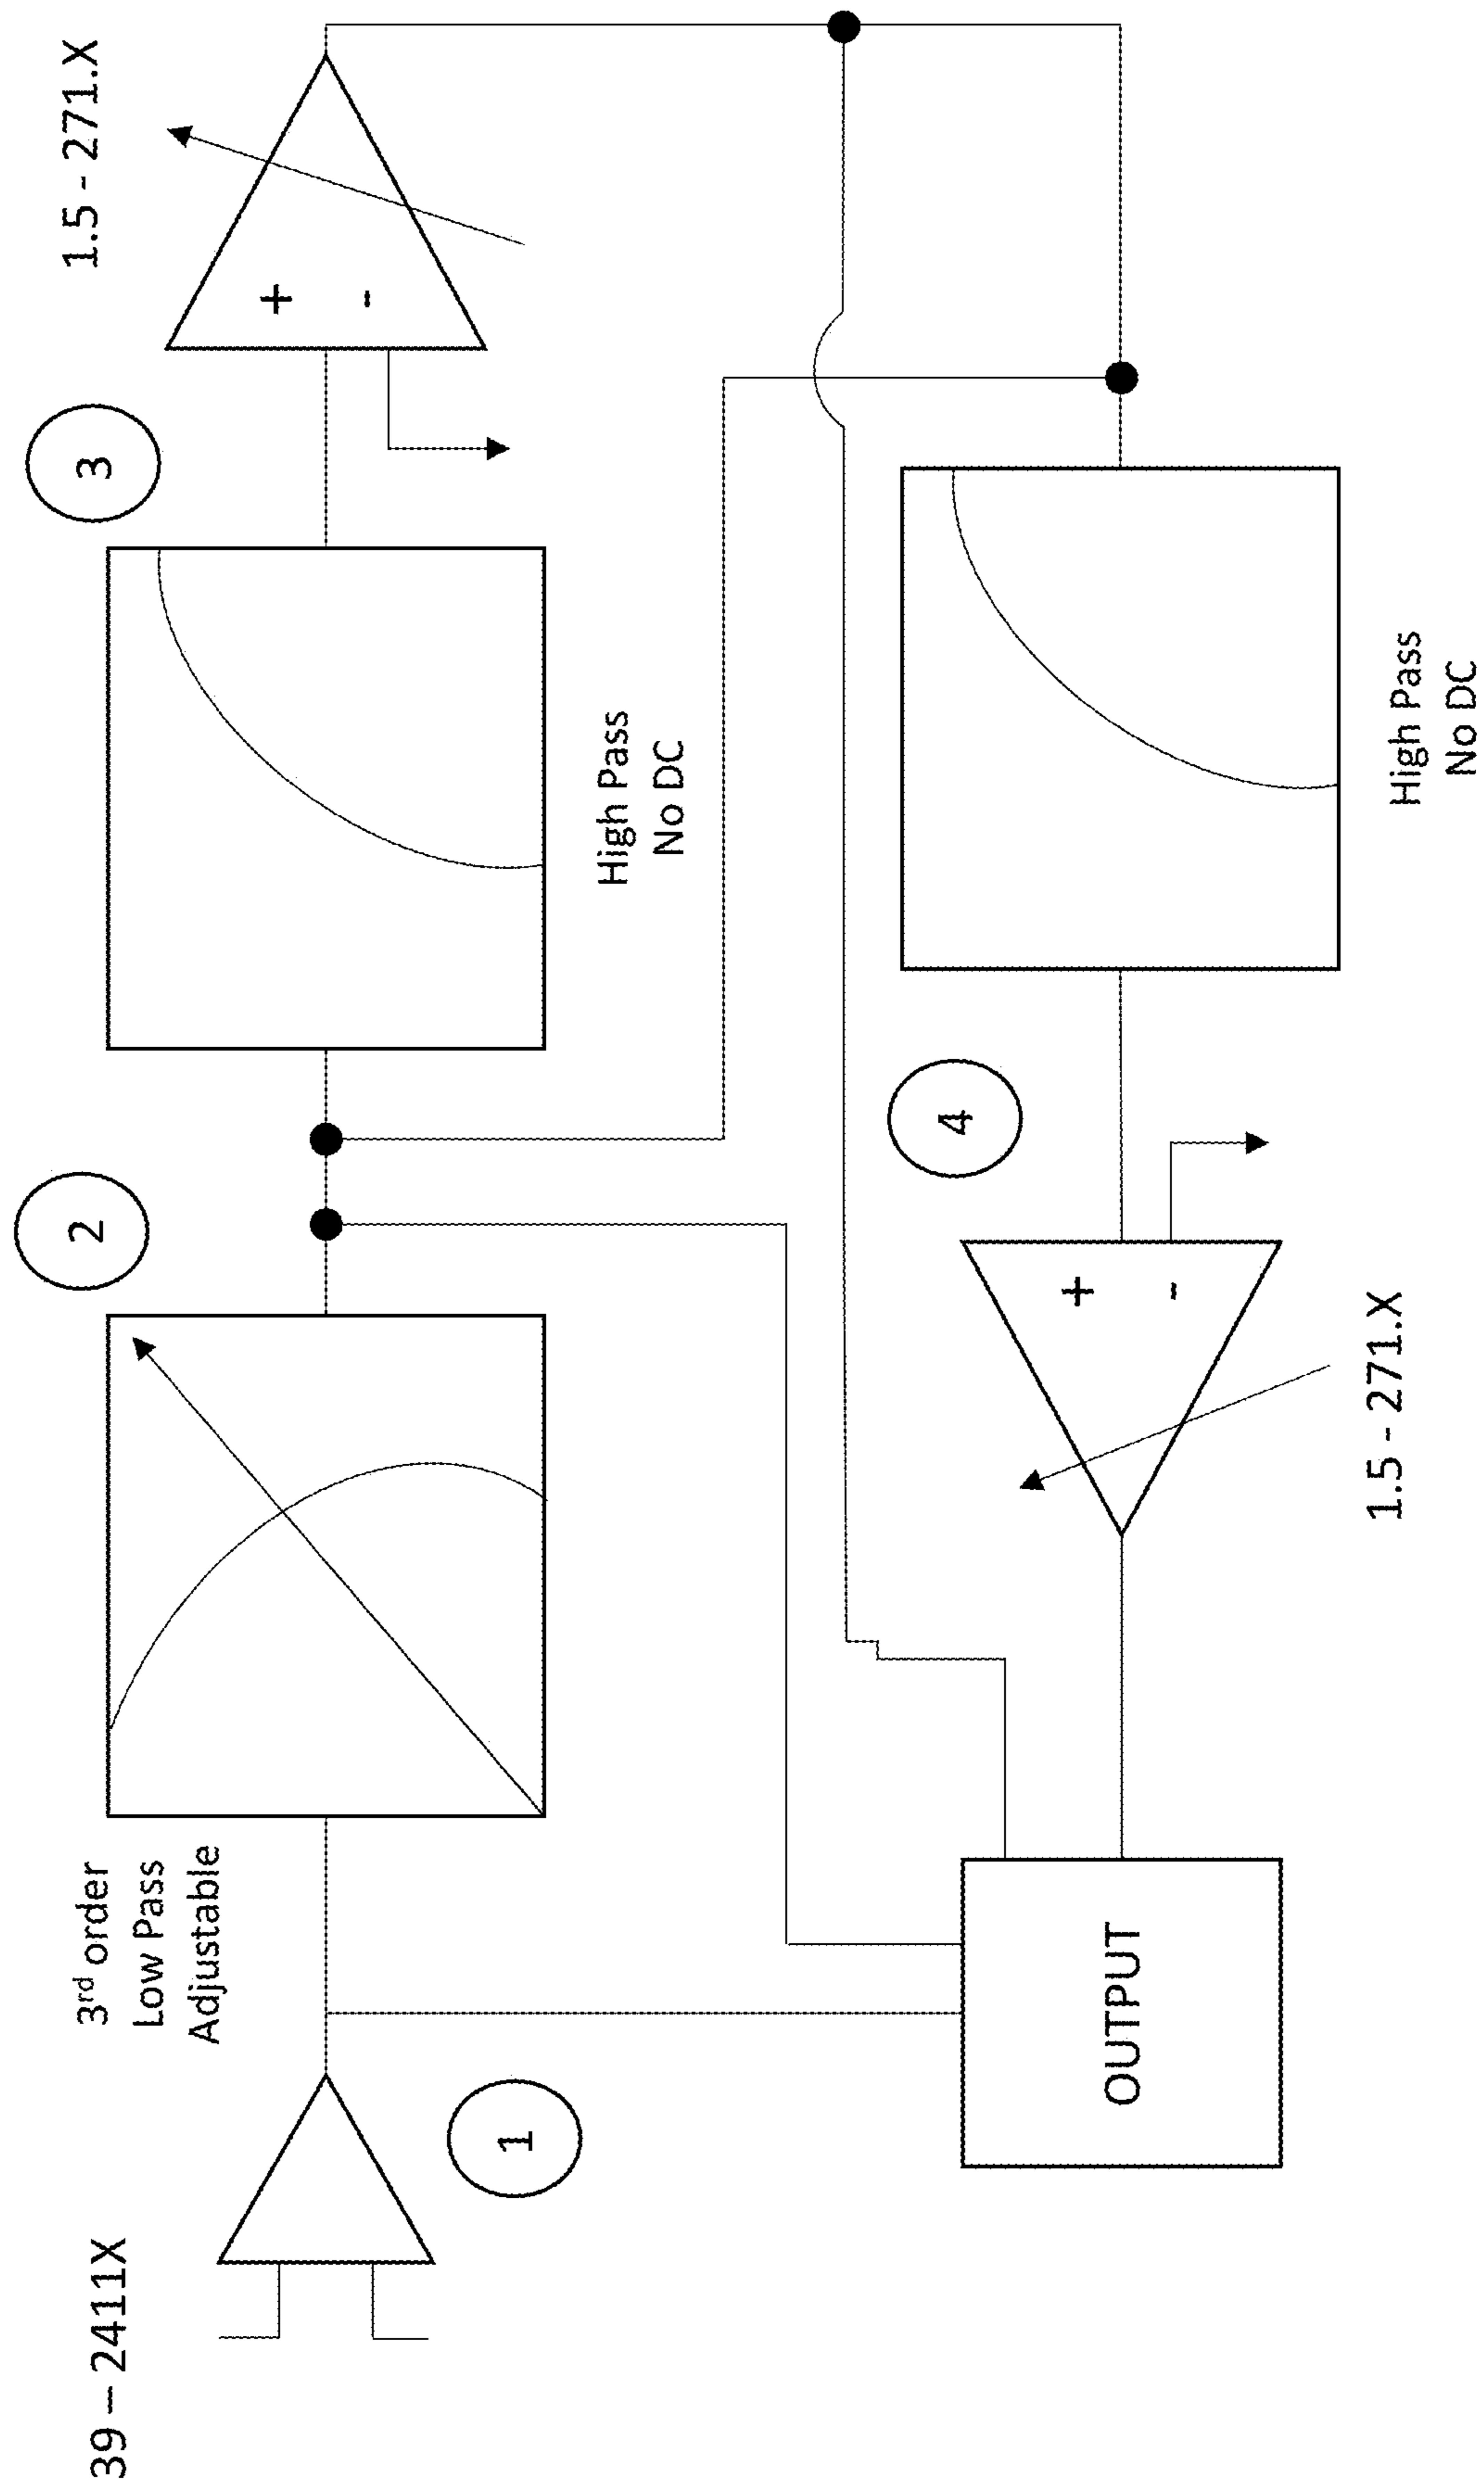 39 – 2411X
1
3rd order
Low Pass
Adjustable
2
High Pass
No DC
3
+
-
1.5 - 271.X
OUTPUT
1.5 - 271.X
+
-
4
High Pass
No DC